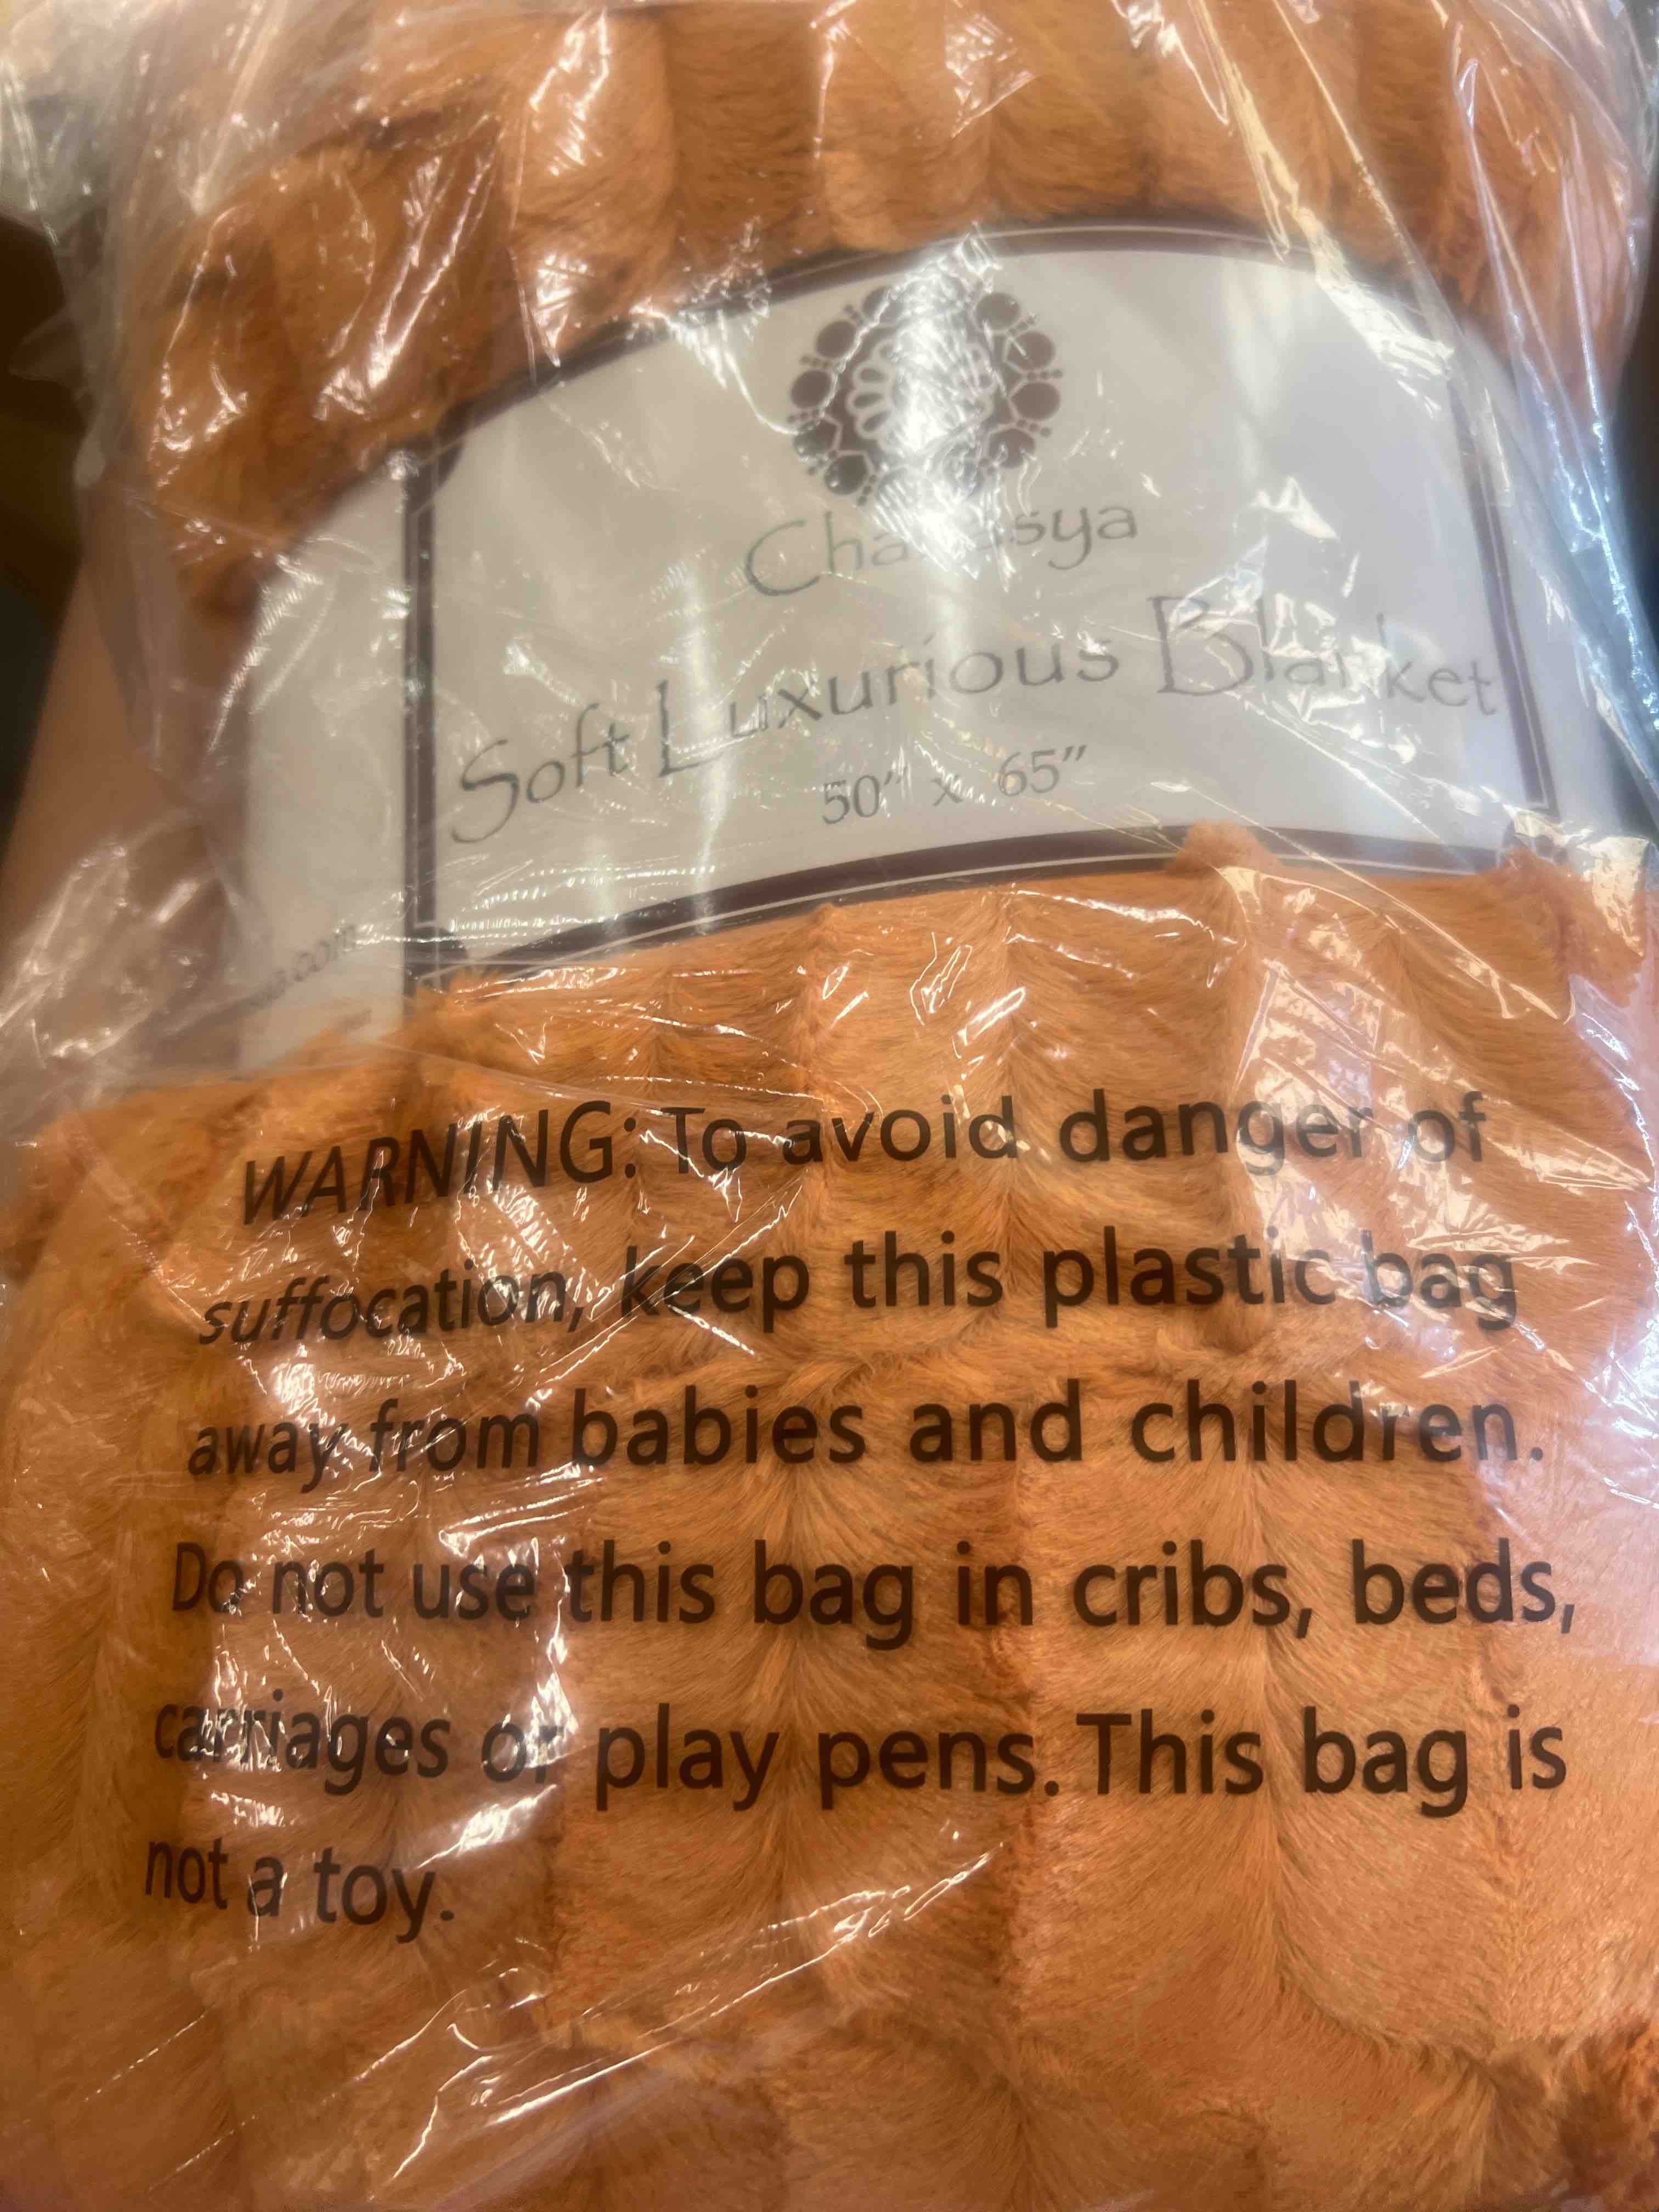 Soft Luxurious Blanket
50" x 65"
WARNING: To avoid danger of
suffocation, keep this plastic bag
away from babies and children.
Do not use this bag in cribs, beds,
carriages or play pens. This bag is
not a toy.